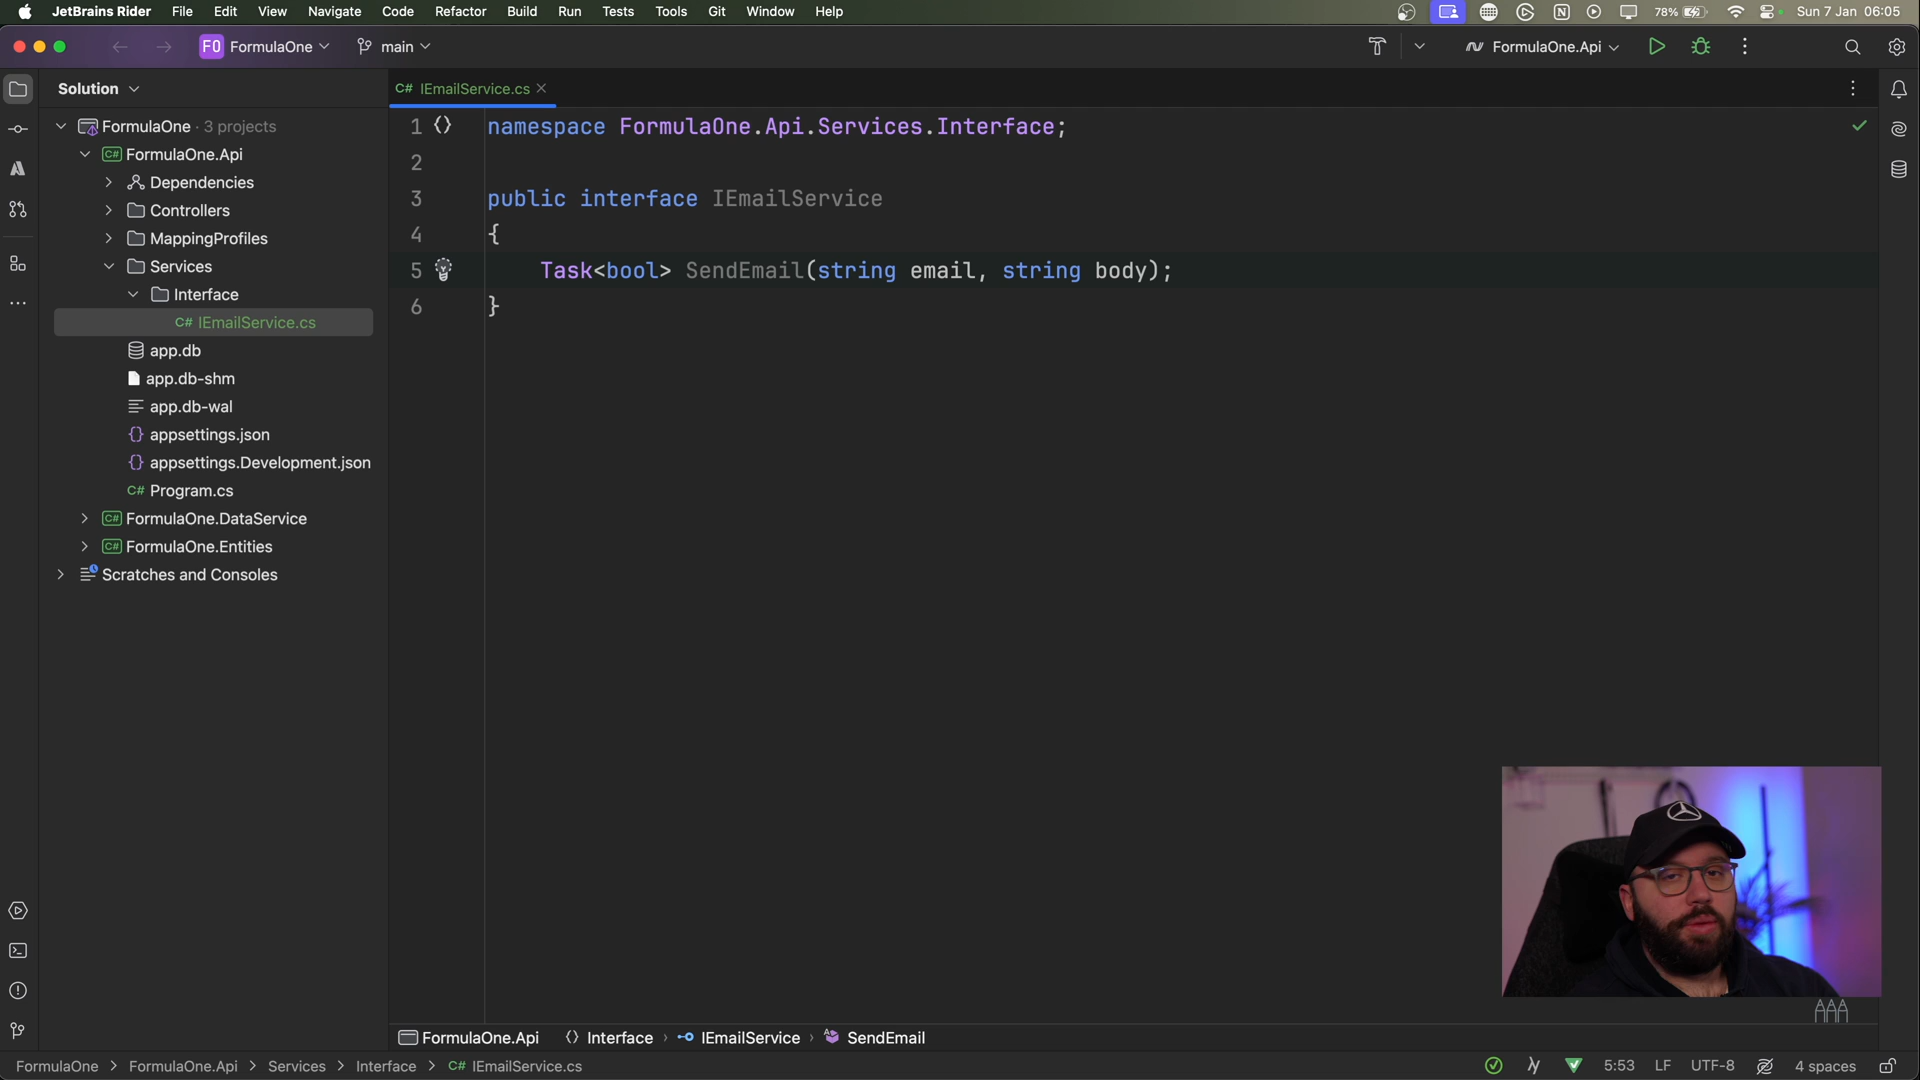 JetBrains Rider File Edit View Navigate Code Refactor Build Run Tests Tools Git Window Help 78% Sun 7 Jan 06:05
FO FormulaOne main FormulaOne.Api
Solution
C# IEmailService.cs
FormulaOne · 3 projects
C# FormulaOne.Api
Dependencies
Controllers
MappingProfiles
Services
Interface
C# IEmailService.cs
app.db
app.db-shm
app.db-wal
{} appsettings.json
{} appsettings.Development.json
C# Program.cs
C# FormulaOne.DataService
C# FormulaOne.Entities
Scratches and Consoles
1 namespace FormulaOne.Api.Services.Interface;
2
3 public interface IEmailService
4 {
5 Task<bool> SendEmail(string email, string body);
6 }
FormulaOne.Api Interface › IEmailService › SendEmail
FormulaOne > FormulaOne.Api > Services > Interface > C# IEmailService.cs 5:53 LF UTF-8 4 spaces